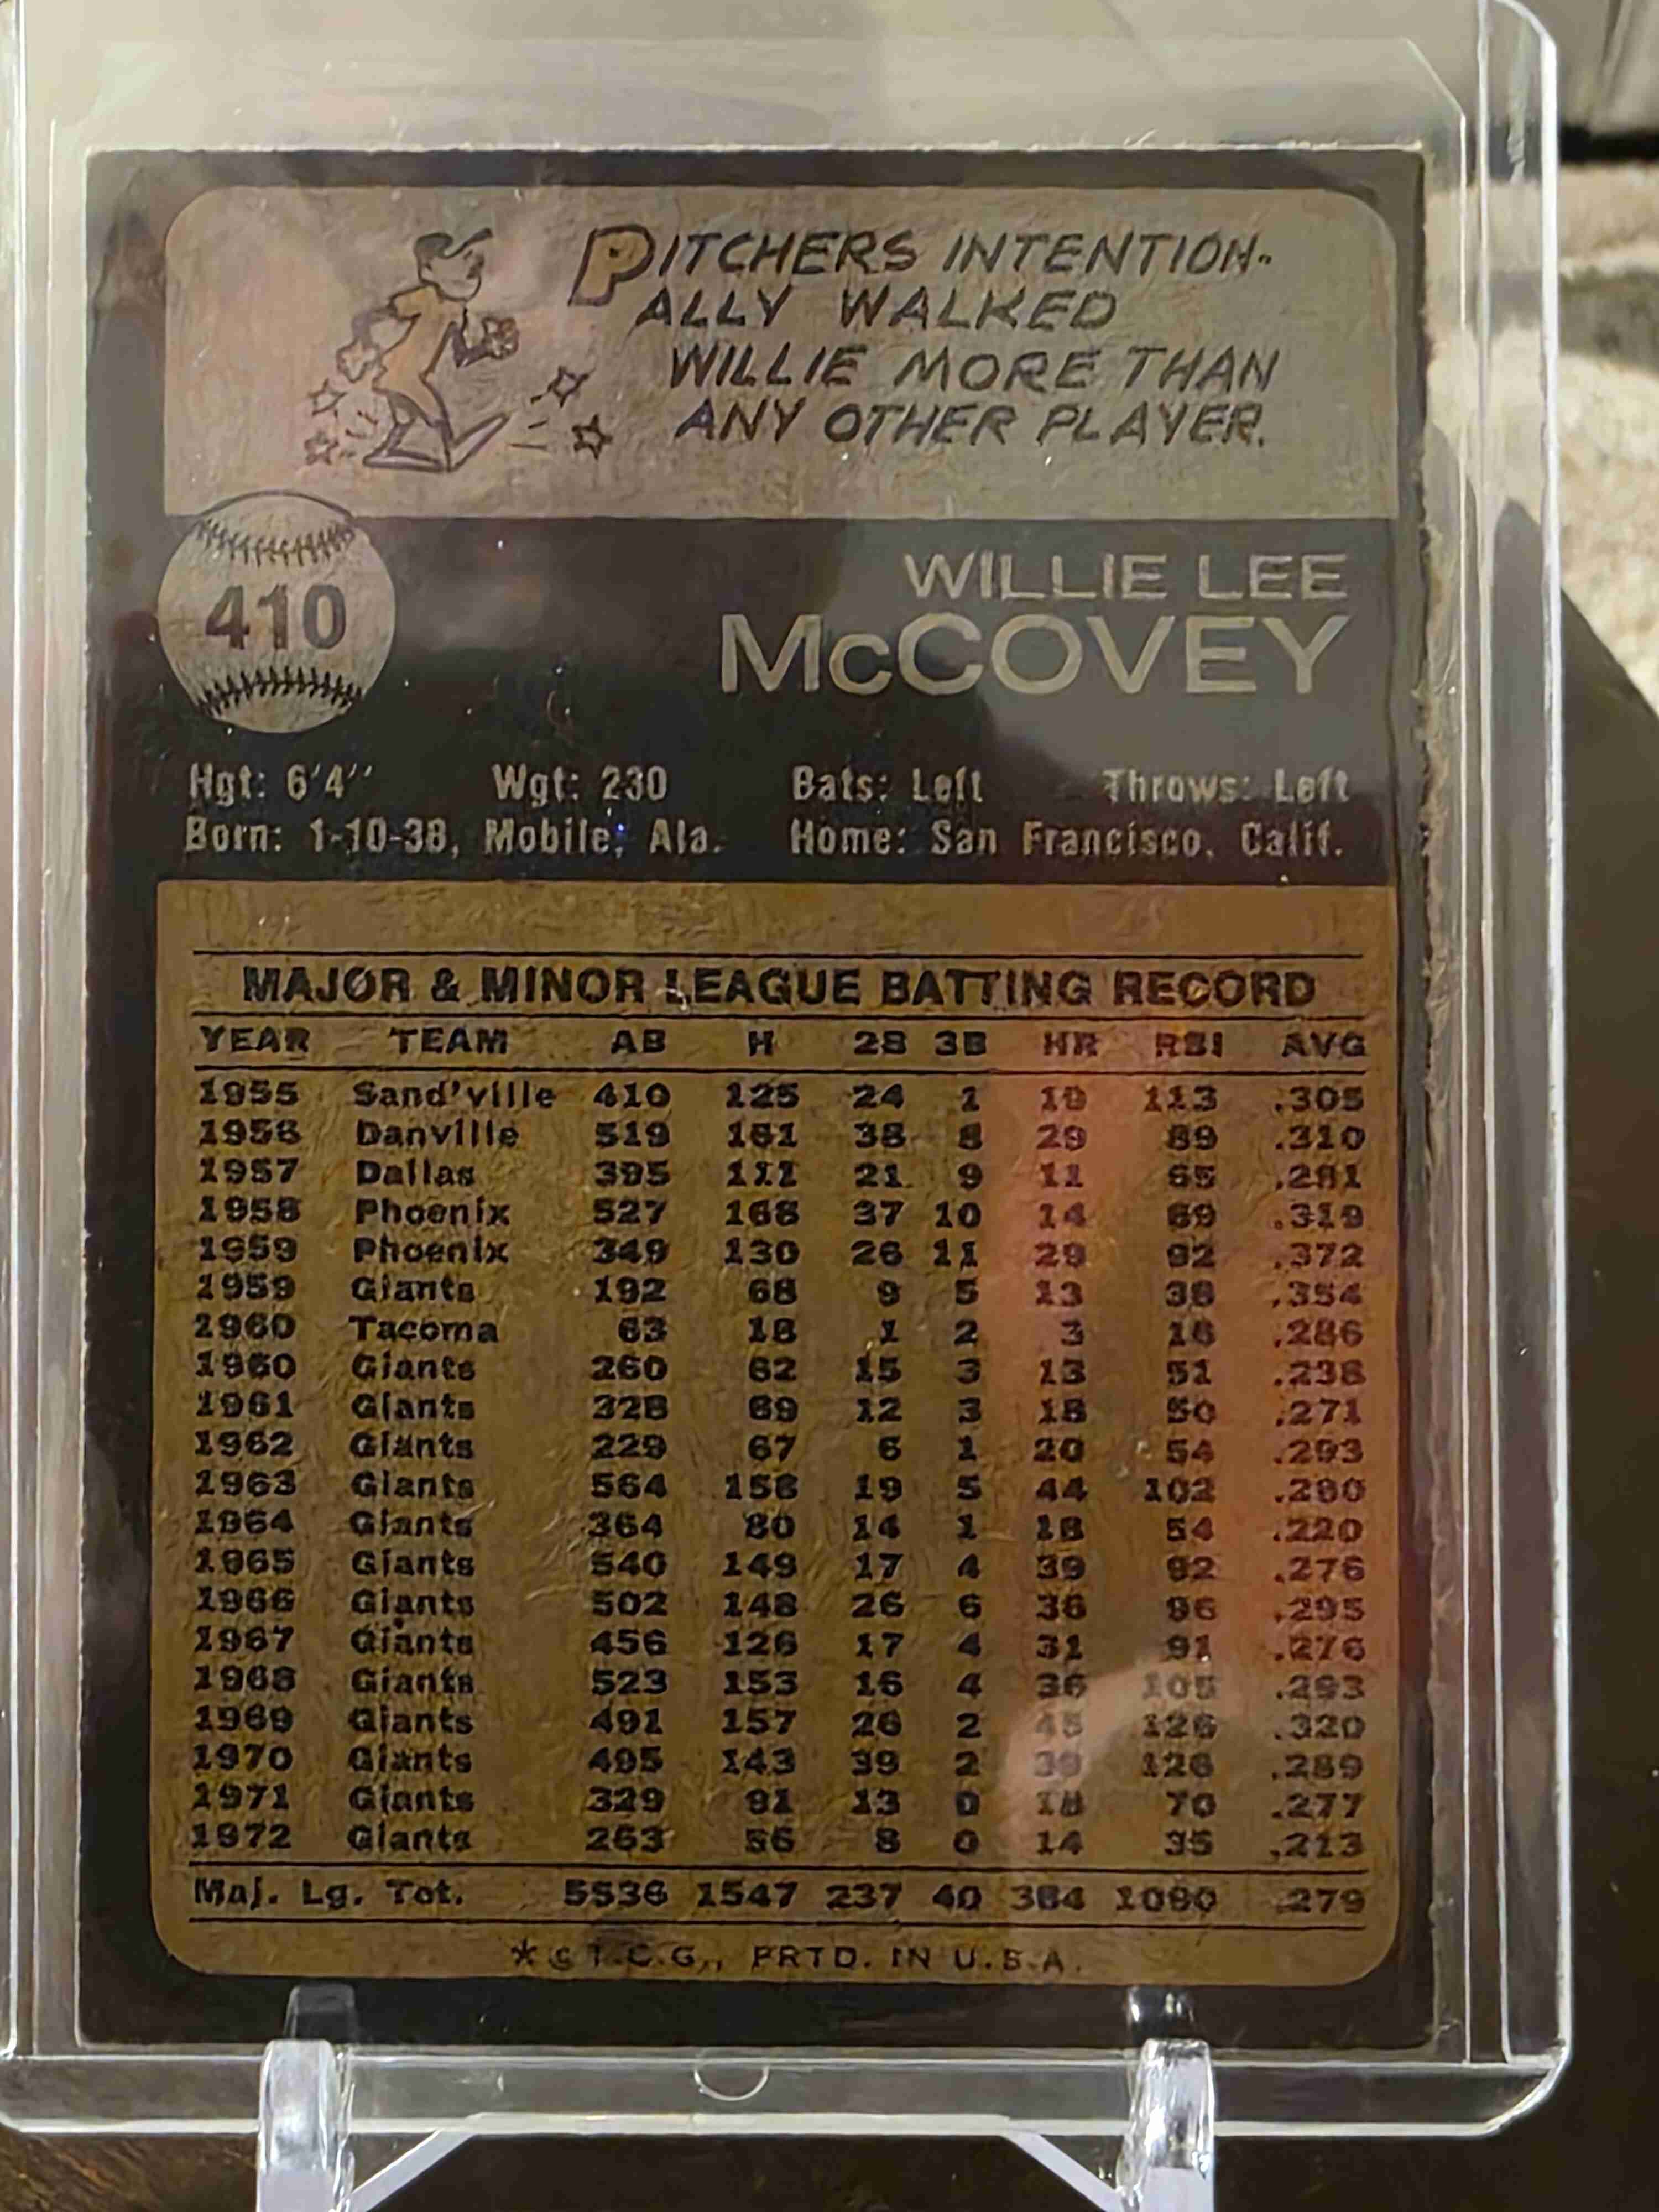 PITCHERS INTENTION-
ALLY WALKED
WILLIE MORE THAN
ANY OTHER PLAYER.
410
WILLIE LEE
McCOVEY
Hgt: 6'4'' Wgt: 230 Bats: Left Throws: Left
Born: 1-10-38, Mobile, Ala. Home: San Francisco, Calif.
MAJOR & MINOR LEAGUE BATTING RECORD
YEAR TEAM AB H 2B 3B HR RBI AVG
1955 Sand'ville 410 125 24 1 19 113 .305
1956 Danville 519 161 38 8 29 89 .310
1957 Dallas 395 111 21 9 11 65 .281
1958 Phoenix 527 168 37 10 14 89 .319
1959 Phoenix 349 130 26 11 29 92 .372
1959 Giants 192 68 9 5 13 38 .354
1960 Tacoma 63 18 1 2 3 16 .286
1960 Giants 260 62 15 3 13 51 .238
1961 Giants 328 89 12 3 18 50 .271
1962 Giants 229 67 6 1 20 54 .293
1963 Giants 564 158 19 5 44 102 .280
1964 Giants 364 80 14 1 18 54 .220
1965 Giants 540 149 17 4 39 92 .276
1966 Giants 502 148 26 6 36 96 .295
1967 Giants 456 126 17 4 31 91 .276
1968 Giants 523 153 16 4 36 105 .293
1969 Giants 491 157 26 2 45 126 .320
1970 Giants 495 143 39 2 39 126 .289
1971 Giants 329 91 13 0 18 70 .277
1972 Giants 263 56 8 0 14 35 .213
Maj. Lg. Tot. 5536 1547 237 40 384 1080 .279
*© T.C.G., PRTD. IN U.S.A.